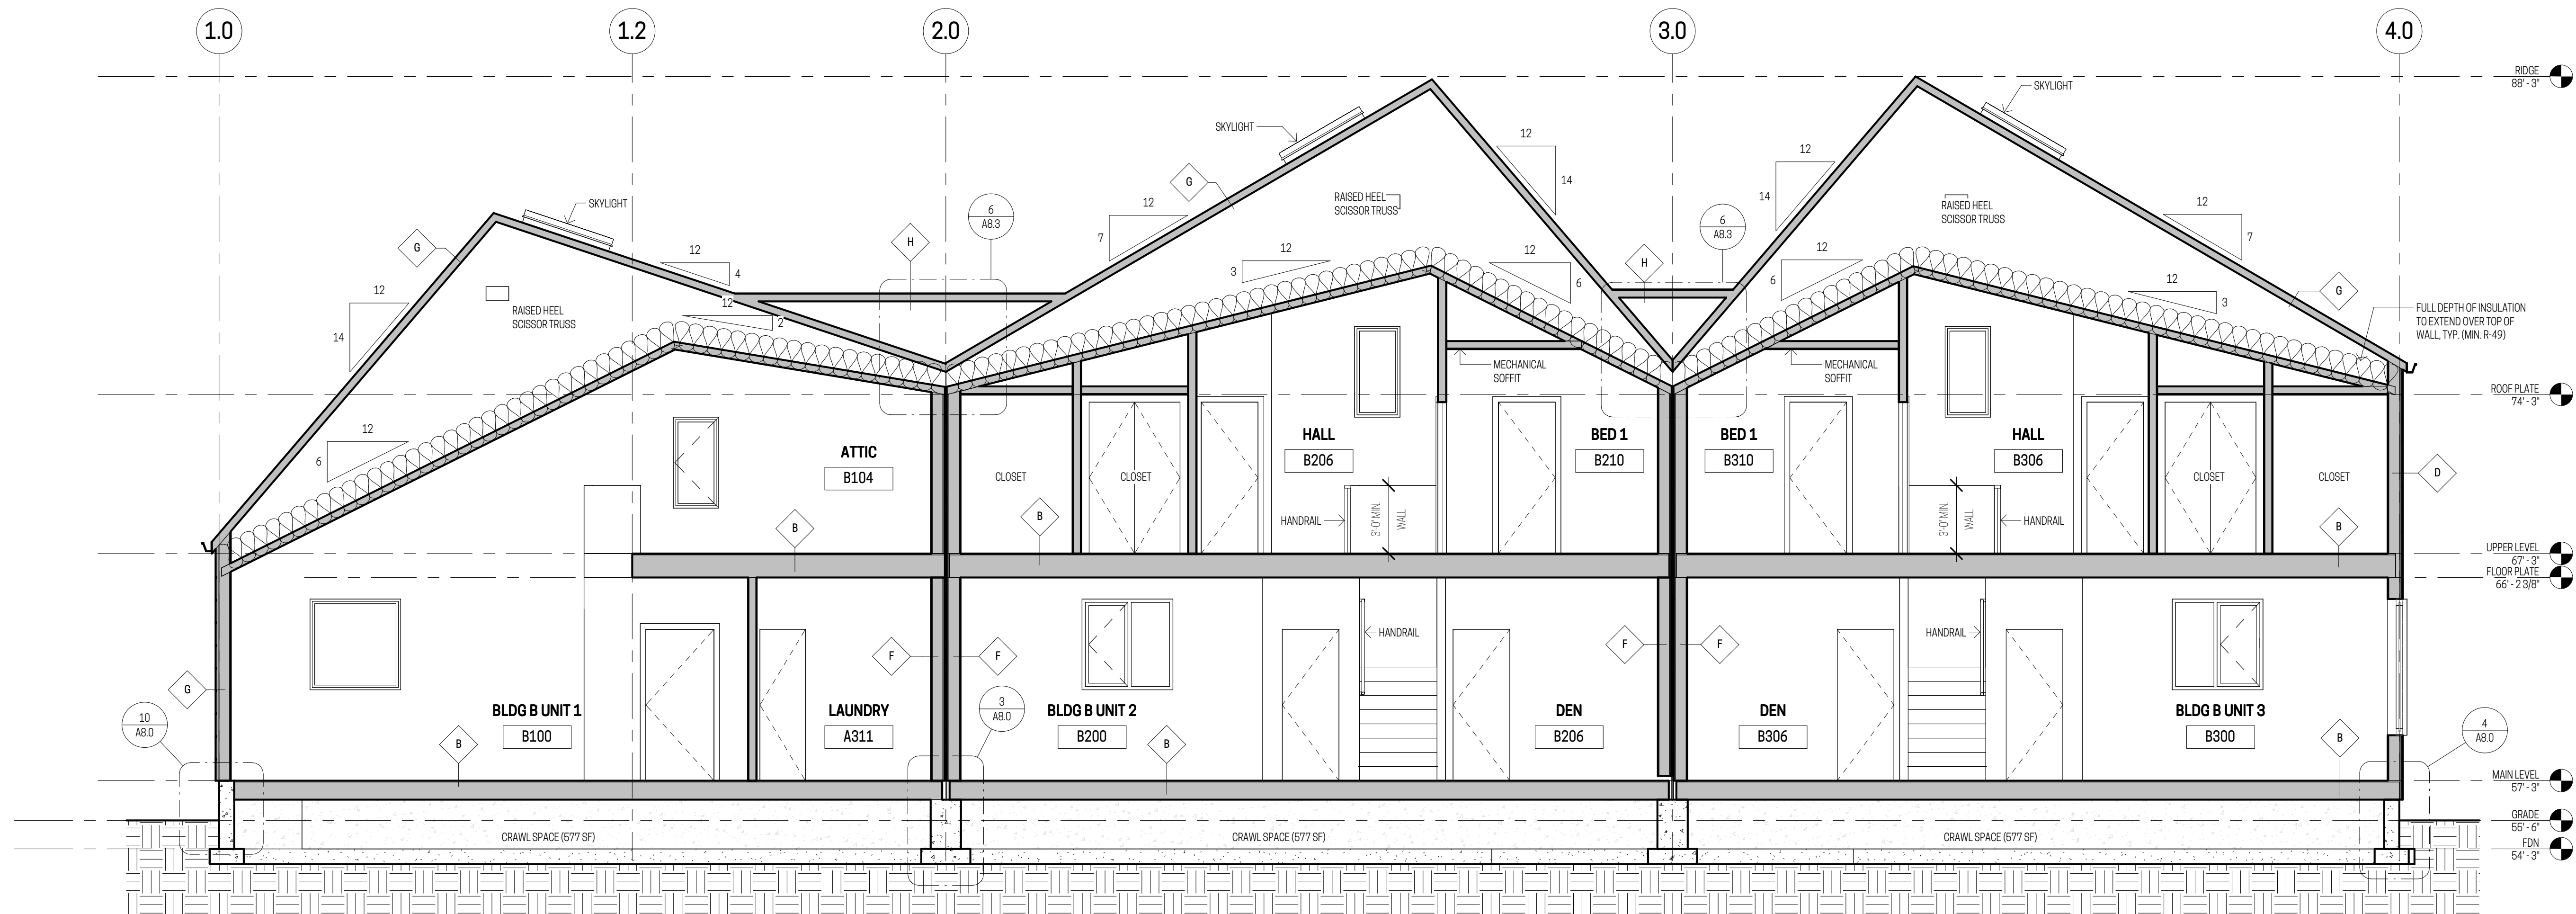 1.0
1.2
2.0
3.0
4.0
RIDGE
88' - 3"
SKYLIGHT
SKYLIGHT
SKYLIGHT
12
14
12
14
12
7
12
7
RAISED HEEL
SCISSOR TRUSS
RAISED HEEL
SCISSOR TRUSS
RAISED HEEL
SCISSOR TRUSS
G
G
G
H
H
6
A8.3
6
A8.3
12
4
12
14
12
2
12
3
12
6
12
6
12
3
FULL DEPTH OF INSULATION
TO EXTEND OVER TOP OF
WALL, TYP. (MIN. R-49)
MECHANICAL
SOFFIT
MECHANICAL
SOFFIT
ROOF PLATE
74' - 3"
12
6
ATTIC
B104
HALL
B206
BED 1
B210
BED 1
B310
HALL
B306
CLOSET
CLOSET
CLOSET
CLOSET
D
B
B
B
HANDRAIL
3'-0" MIN.
WALL
3'-0" MIN.
WALL
HANDRAIL
UPPER LEVEL
67' - 3"
FLOOR PLATE
66' - 2 3/8"
HANDRAIL
HANDRAIL
F
F
F
F
G
10
A8.0
3
A8.0
4
A8.0
BLDG B UNIT 1
B100
LAUNDRY
A311
BLDG B UNIT 2
B200
DEN
B206
DEN
B306
BLDG B UNIT 3
B300
B
B
B
MAIN LEVEL
57' - 3"
GRADE
55' - 6"
FDN
54' - 3"
CRAWL SPACE (577 SF)
CRAWL SPACE (577 SF)
CRAWL SPACE (577 SF)